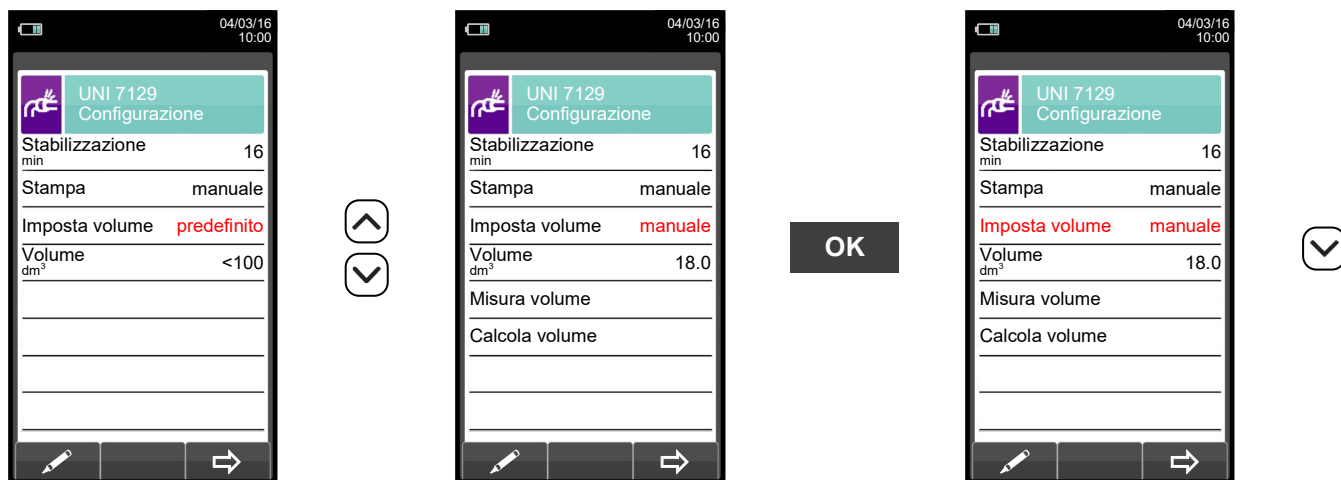 04/03/16
10:00
UNI 7129
Configurazione
Stabilizzazione
min
16
Stampa manuale
Imposta volume predefinito
Volume
dm³
<100
04/03/16
10:00
UNI 7129
Configurazione
Stabilizzazione
min
16
Stampa manuale
Imposta volume manuale
Volume
dm³
18.0
Misura volume
Calcola volume
OK
04/03/16
10:00
UNI 7129
Configurazione
Stabilizzazione
min
16
Stampa manuale
Imposta volume manuale
Volume
dm³
18.0
Misura volume
Calcola volume